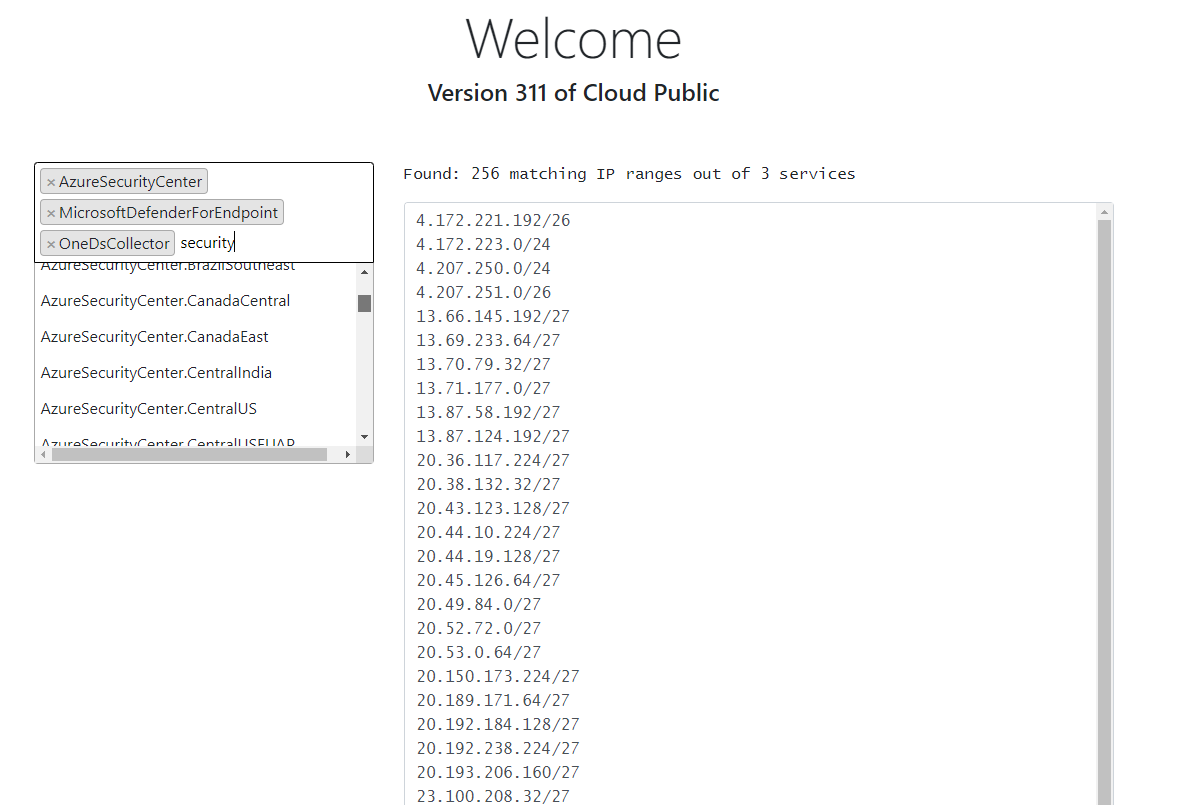 Welcome
Version 311 of Cloud Public
× AzureSecurityCenter
× MicrosoftDefenderForEndpoint
× OneDsCollector security
AzureSecurityCenter.BrazilSoutheast
AzureSecurityCenter.CanadaCentral
AzureSecurityCenter.CanadaEast
AzureSecurityCenter.CentralIndia
AzureSecurityCenter.CentralUS
AzureSecurityCenter.CentralUSEUAP
Found: 256 matching IP ranges out of 3 services
4.172.221.192/26
4.172.223.0/24
4.207.250.0/24
4.207.251.0/26
13.66.145.192/27
13.69.233.64/27
13.70.79.32/27
13.71.177.0/27
13.87.58.192/27
13.87.124.192/27
20.36.117.224/27
20.38.132.32/27
20.43.123.128/27
20.44.10.224/27
20.44.19.128/27
20.45.126.64/27
20.49.84.0/27
20.52.72.0/27
20.53.0.64/27
20.150.173.224/27
20.189.171.64/27
20.192.184.128/27
20.192.238.224/27
20.193.206.160/27
23.100.208.32/27